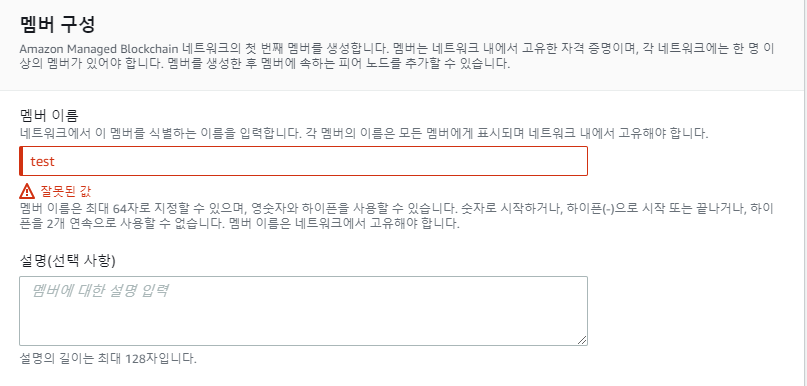 멤버 구성
Amazon Managed Blockchain 네트워크의 첫 번째 멤버를 생성합니다. 멤버는 네트워크 내에서 고유한 자격 증명이며, 각 네트워크에는 한 명 이
상의 멤버가 있어야 합니다. 멤버를 생성한 후 멤버에 속하는 피어 노드를 추가할 수 있습니다.
멤버 이름
네트워크에서 이 멤버를 식별하는 이름을 입력합니다. 각 멤버의 이름은 모든 멤버에게 표시되며 네트워크 내에서 고유해야 합니다.
test
잘못된 값
멤버 이름은 최대 64자로 지정할 수 있으며, 영숫자와 하이픈을 사용할 수 있습니다. 숫자로 시작하거나, 하이픈(-)으로 시작 또는 끝나거나, 하이
픈을 2개 연속으로 사용할 수 없습니다. 멤버 이름은 네트워크에서 고유해야 합니다.
설명(선택 사항)
멤버에 대한 설명 입력
설명의 길이는 최대 128자입니다.